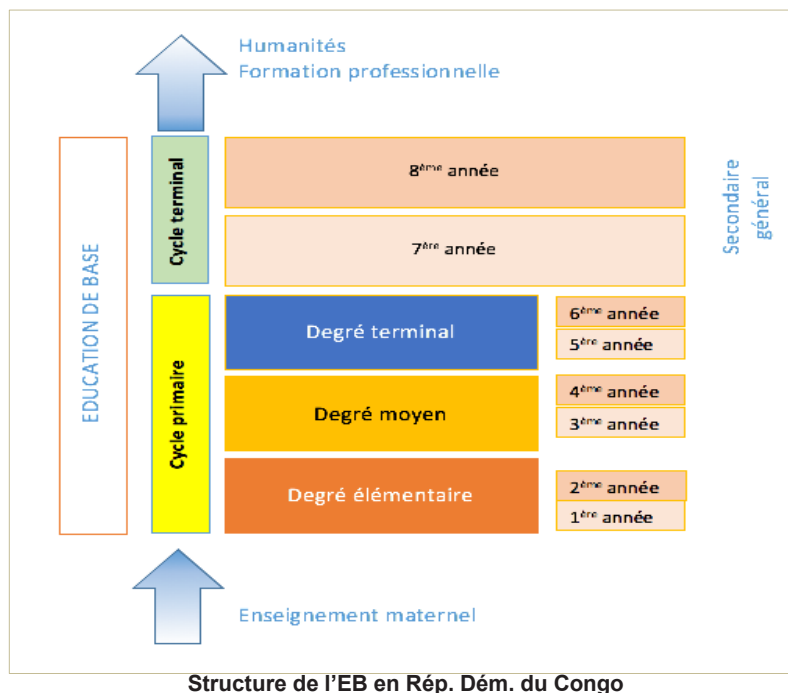 Humanités
Formation professionnelle
EDUCATION DE BASE
Cycle terminal
8ème année
7ère année
Secondaire
général
Cycle primaire
Degré terminal
6ème année
5ère année
Degré moyen
4ème année
3ème année
Degré élémentaire
2ème année
1ère année
Enseignement maternel
Structure de l'EB en Rép. Dém. du Congo